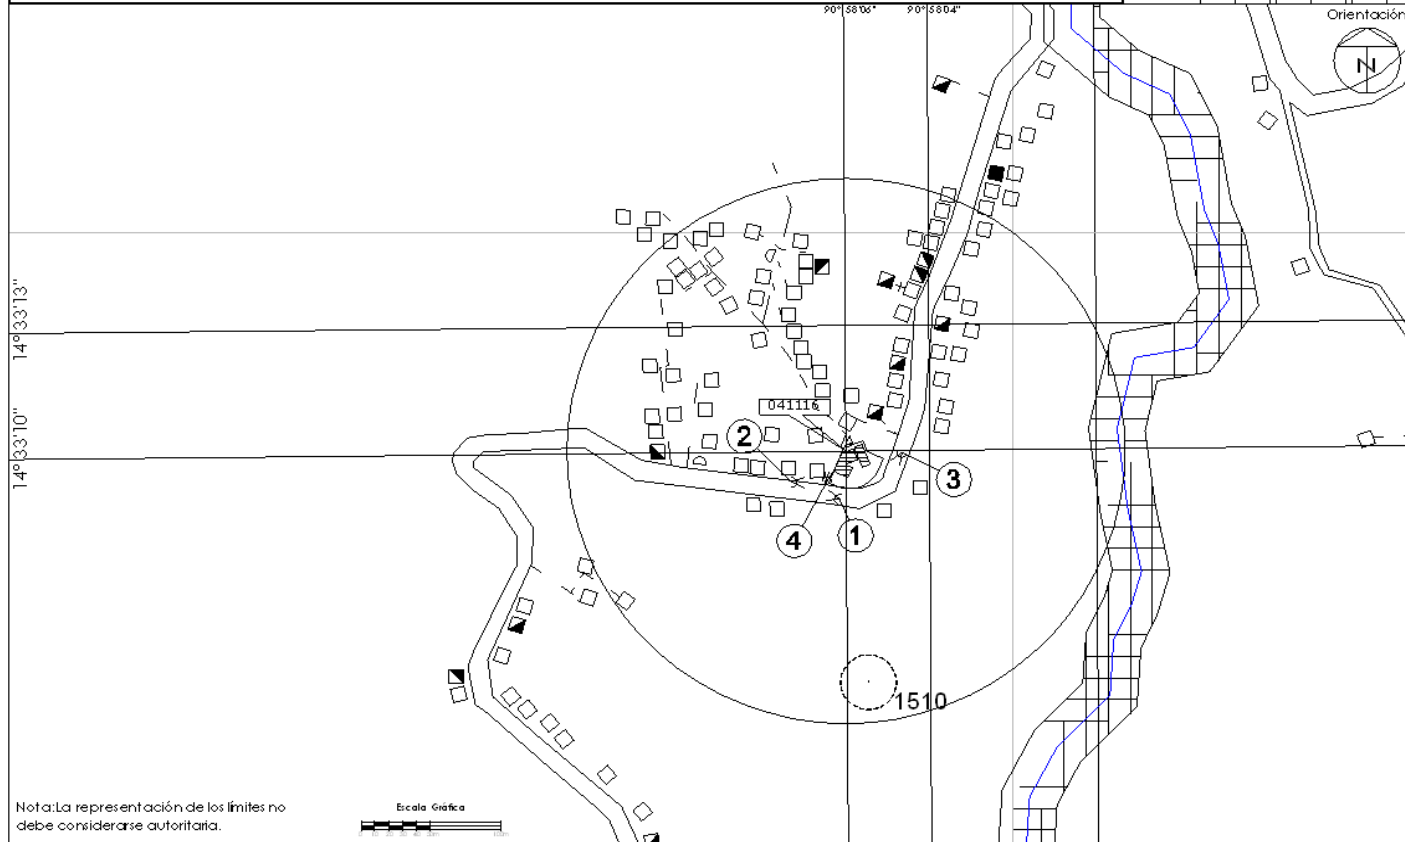 90°58'06" 90°58'04"
Orientación
N
14°33'13"
041116
14°33'10"
2
3
1
4
1510
Nota:La representación de los límites no
debe considerarse autoritaria.
Escala Gráfica